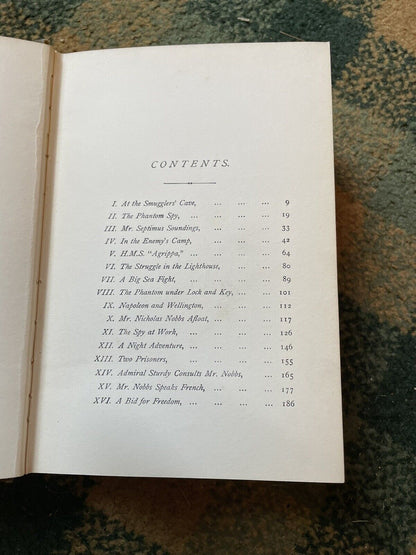 CONTENTS.
I. At the Smugglers' Cave, ... ... ... 9
II. The Phantom Spy, ... ... ... ... 19
III. Mr. Septimus Soundings, ... ... ... 33
IV. In the Enemy's Camp, ... ... ... 42
V. H.M.S. "Agrippa," ... ... ... ... 64
VI. The Struggle in the Lighthouse, ... ... 80
VII. A Big Sea Fight, ... ... ... ... 89
VIII. The Phantom under Lock and Key, ... ... 101
IX. Napoleon and Wellington, ... ... ... 112
X. Mr. Nicholas Nobbs Afloat, ... ... ... 117
XI. The Spy at Work, ... ... ... ... 126
XII. A Night Adventure, ... ... ... ... 146
XIII. Two Prisoners, ... ... ... ... 155
XIV. Admiral Sturdy Consults Mr. Nobbs, ... ... 165
XV. Mr. Nobbs Speaks French, ... ... ... 177
XVI. A Bid for Freedom, ... ... ... ... 186